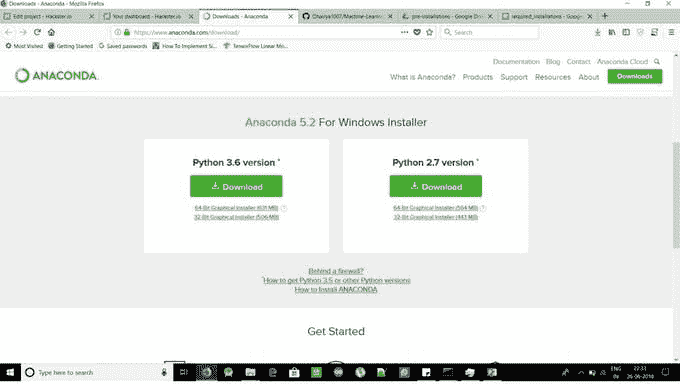 Downloads - Anaconda - Mozilla Firefox
Edit project - Hackster.io
Your dashboard - Hackster.io
Downloads - Anaconda
pre-installations - Google
required_installations - Goog
https://www.anaconda.com/download/
Search
Most Visited
Getting Started
Saved passwords
How To Implement Si...
TensorFlow Linear Mo...
Documentation Blog Contact Anaconda Cloud
ANACONDA
What is Anaconda? Products Support Resources About Downloads
Anaconda 5.2 For Windows Installer
Python 3.6 version *
Python 2.7 version *
Download
Download
64-Bit Graphical Installer (631 MB) ?
64-Bit Graphical Installer (564 MB) ?
32-Bit Graphical Installer (506 MB)
32-Bit Graphical Installer (443 MB)
Behind a firewall?
How to get Python 3.5 or other Python versions
How to Install ANACONDA
Get Started
Type here to search
ENG
IN
22:33
26-06-2018